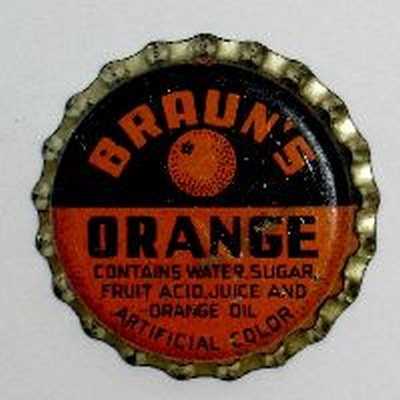 BRAUN'S
ORANGE
CONTAINS WATER, SUGAR,
FRUIT ACID, JUICE AND
ORANGE OIL
ARTIFICIAL COLOR